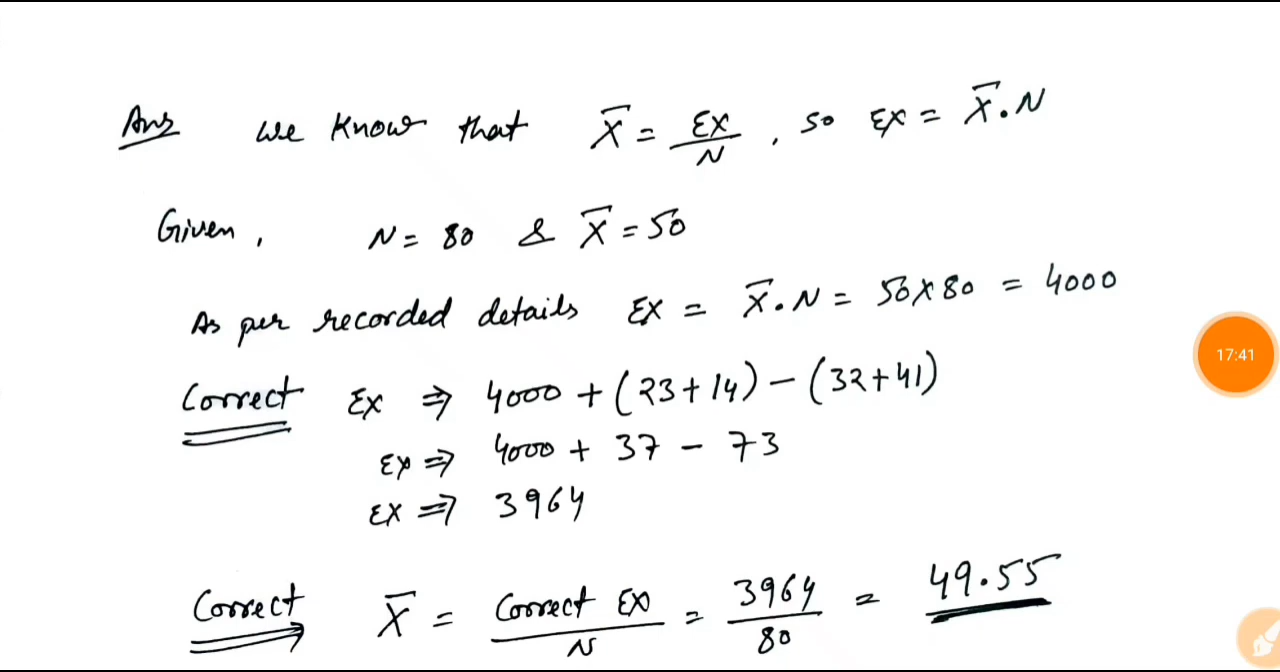 Ans We Know that X̄ = ΣX/N , so ΣX = X̄.N
Given, N = 80 & X̄ = 50
As per recorded details ΣX = X̄.N = 50X80 = 4000
17:41
Correct ΣX ⇒ 4000 + (23+14) - (32+41)
ΣX ⇒ 4000 + 37 - 73
ΣX ⇒ 3964
Correct X̄ = Correct ΣX/N = 3964/80 = 49.55